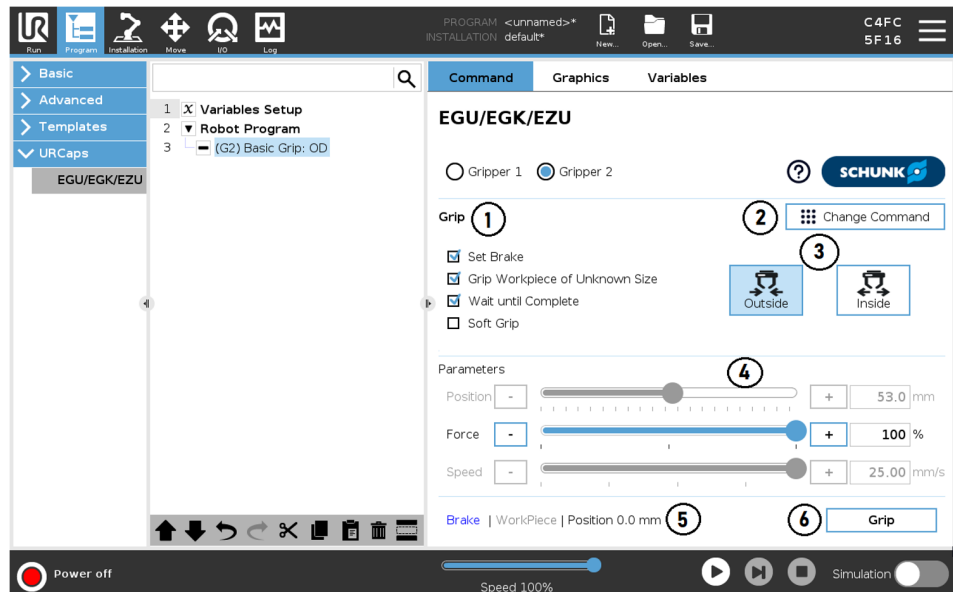 PROGRAM <unnamed>*
INSTALLATION default*
C4FC
5F16
Run Program Installation Move I/O Log New... Open... Save...
Basic
Advanced
Templates
URCaps
EGU/EGK/EZU
1 X Variables Setup
2 Robot Program
3 (G2) Basic Grip: OD
Command Graphics Variables
EGU/EGK/EZU
Gripper 1 Gripper 2 ? SCHUNK
Grip 1 2 Change Command
3
Set Brake
Grip Workpiece of Unknown Size
Wait until Complete
Soft Grip
Outside Inside
Parameters
4
Position - + 53.0 mm
Force - + 100 %
Speed - + 25.00 mm/s
Brake | WorkPiece | Position 0.0 mm 5 6 Grip
Power off
Speed 100%
Simulation